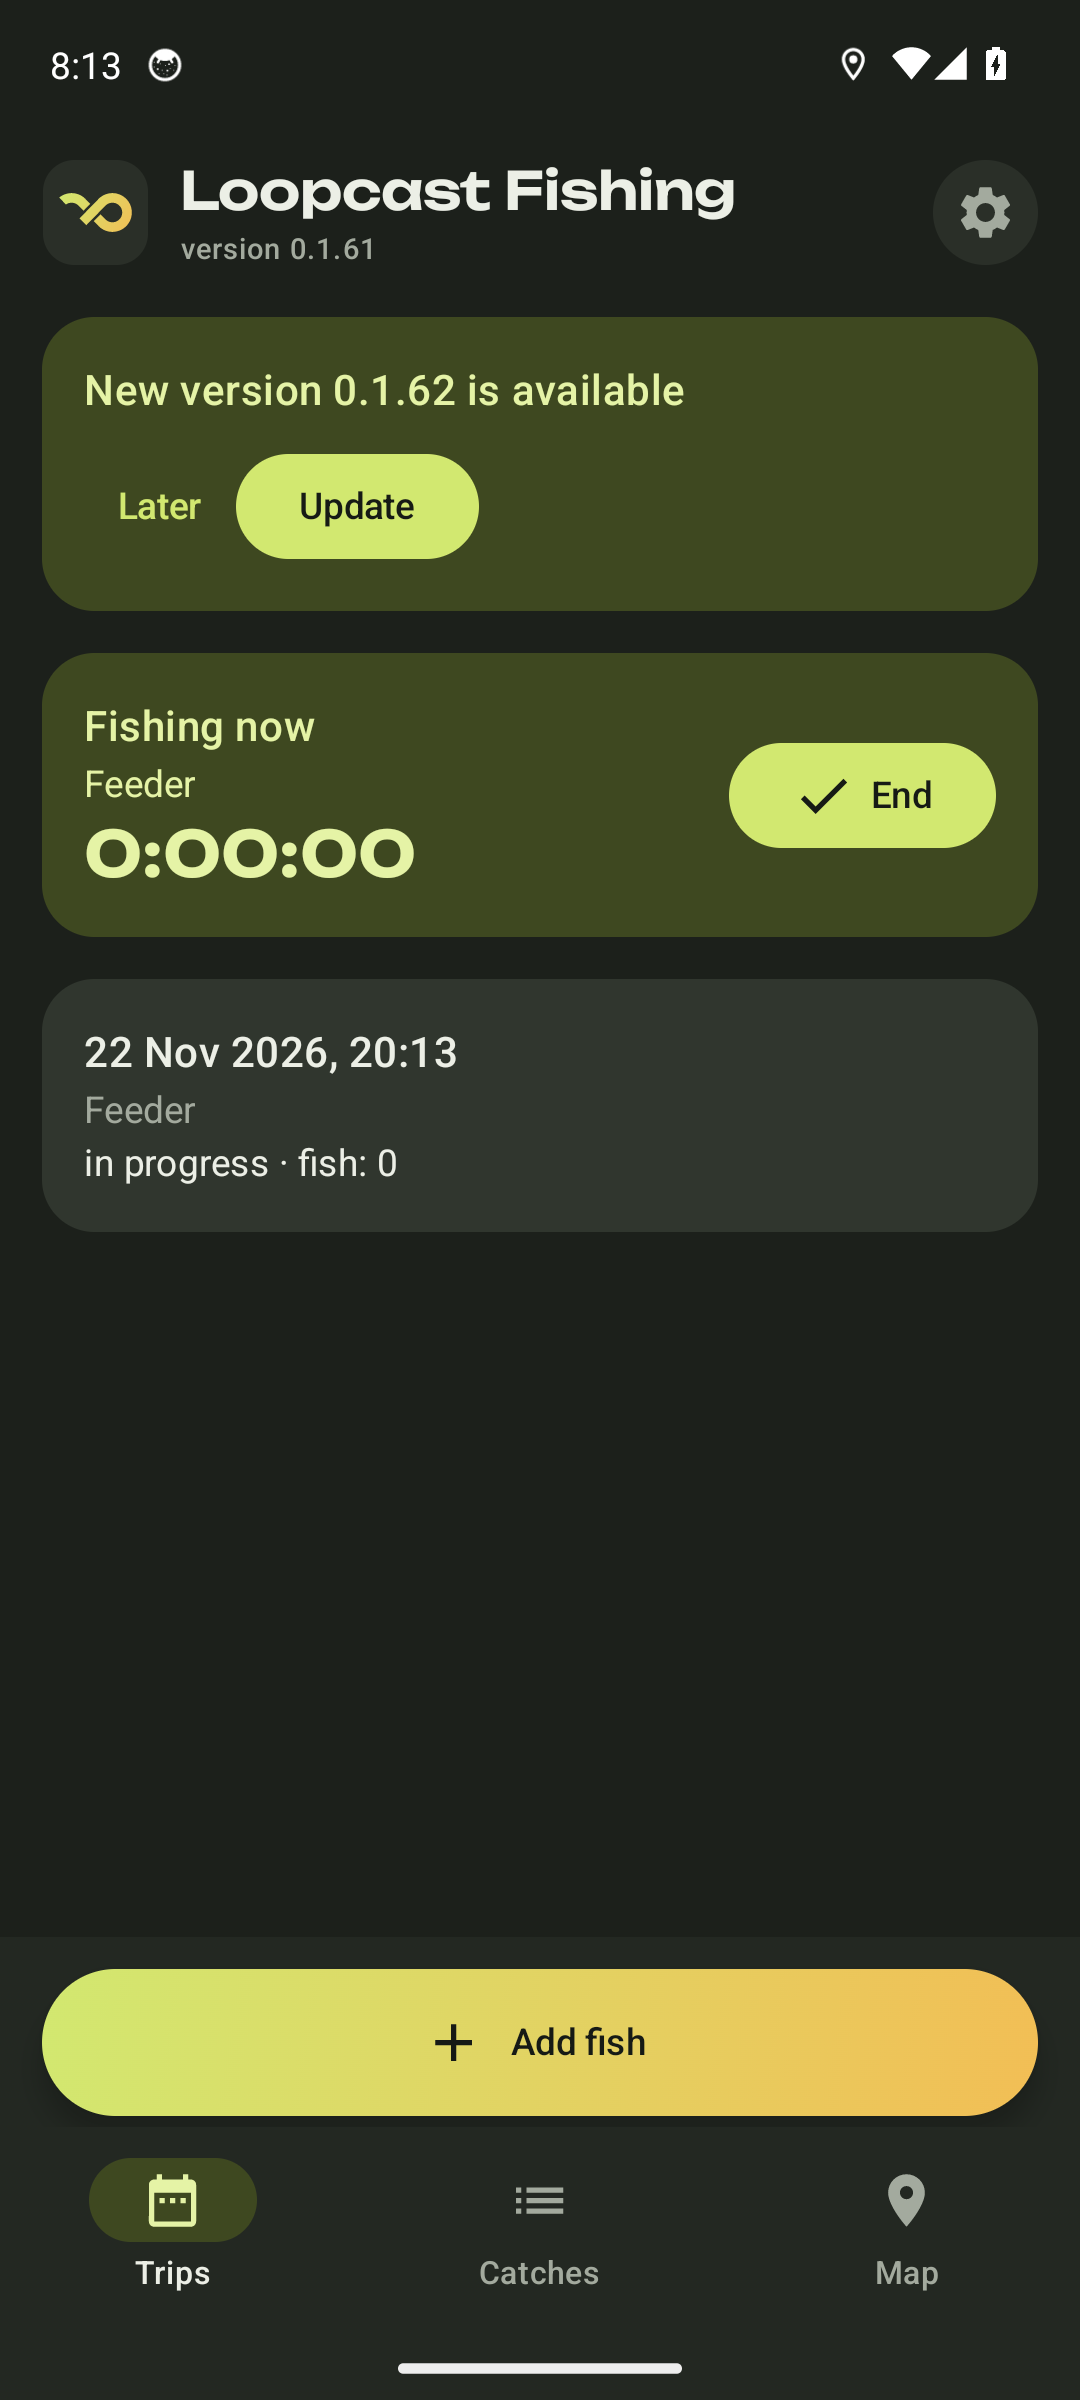 8:13
Loopcast Fishing
version 0.1.61
New version 0.1.62 is available
Later
Update
Fishing now
Feeder
0:00:00
End
22 Nov 2026, 20:13
Feeder
in progress · fish: 0
Add fish
Trips
Catches
Map